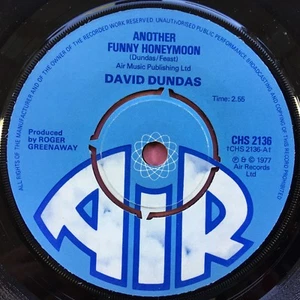 ALL RIGHTS OF THE MANUFACTURER AND OF THE OWNER OF THE RECORDED WORK RESERVED. UNAUTHORISED PUBLIC PERFORMANCE, BROADCASTING AND COPYING OF THIS RECORD PROHIBITED
ANOTHER
FUNNY HONEYMOON
(Dundas/Feast)
Air Music Publishing Ltd
DAVID DUNDAS
Time: 2.55
Produced
by ROGER
GREENAWAY
CHS 2136
†CHS 2136-A†
℗ & © 1977
Air Records
Ltd
AIR